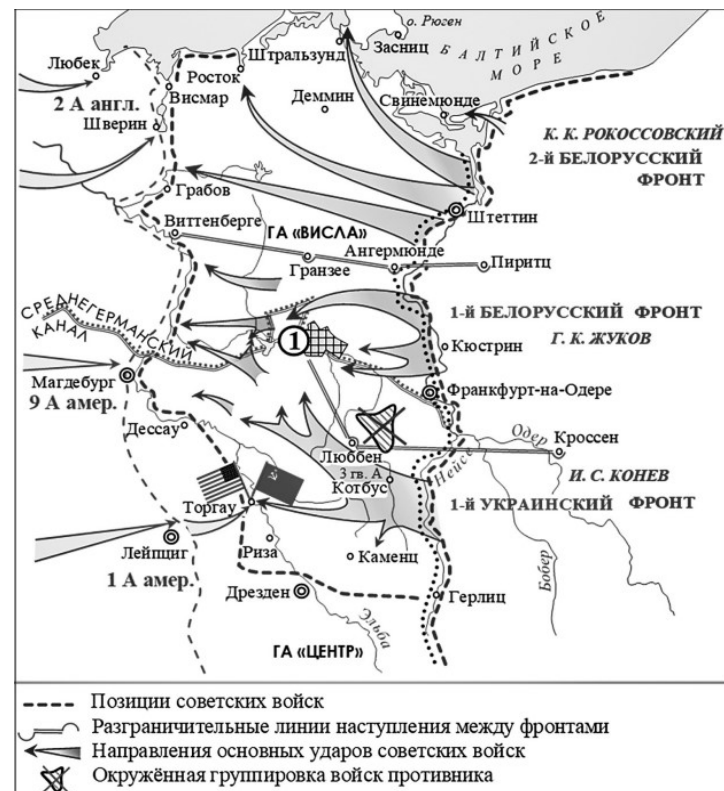 о. Рюген
Штральзунд
Засниц
БАЛТИЙСКОЕ
МОРЕ
Любек
Росток
Висмар
2 А англ.
Деммин
Свинемюнде
Шверин
К. К. РОКОССОВСКИЙ
2-й БЕЛОРУССКИЙ
ФРОНТ
Грабов
Штеттин
Виттенберге
ГА «ВИСЛА»
Ангермюнде
Гранзее
Пиритц
СРЕДНЕГЕРМАНСКИЙ
КАНАЛ
1-й БЕЛОРУССКИЙ ФРОНТ
Г. К. ЖУКОВ
1
Кюстрин
Магдебург
9 А амер.
Франкфурт-на-Одере
Дессау
Одер
Кроссен
Люббен
3 гв. А
Котбус
Нейсе
И. С. КОНЕВ
1-й УКРАИНСКИЙ ФРОНТ
Торгау
Лейпциг
Риза
Каменц
1 А амер.
Дрезден
Герлиц
Бобер
Эльба
ГА «ЦЕНТР»
Позиции советских войск
Разграничительные линии наступления между фронтами
Направления основных ударов советских войск
Окружённая группировка войск противника